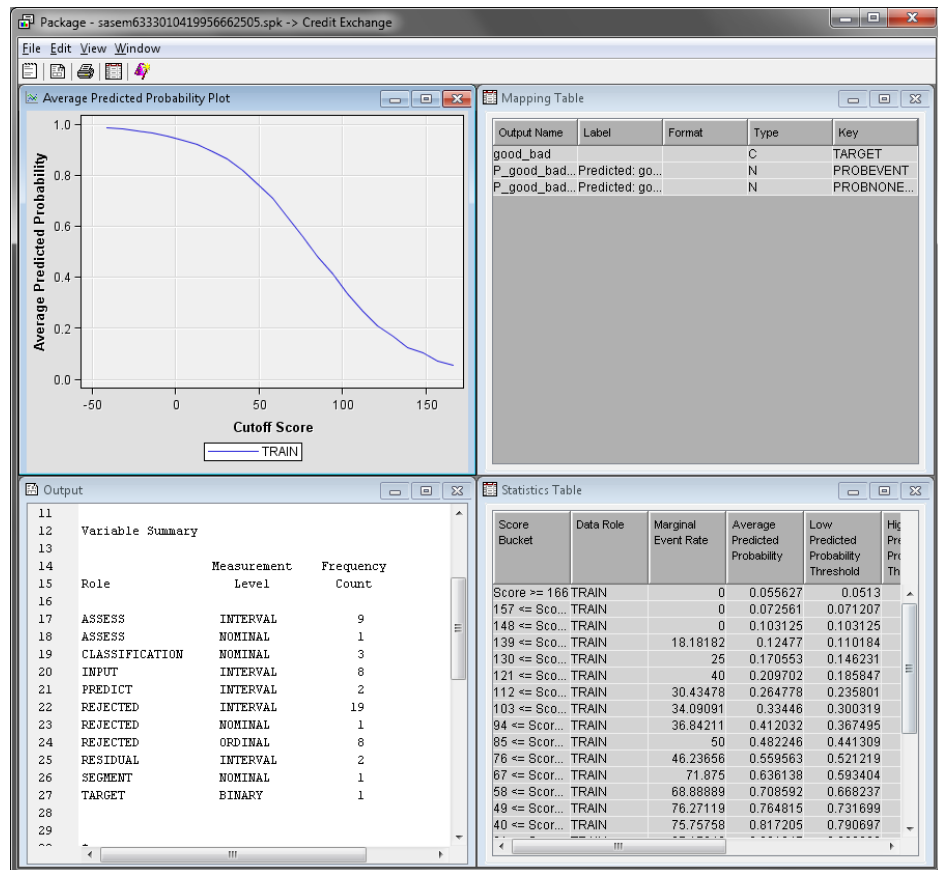 Package - sasem6333010419956662505.spk -> Credit Exchange
File Edit View Window
Average Predicted Probability Plot
1.0
0.8
0.6
0.4
0.2
0.0
Average Predicted Probability
-50 0 50 100 150
Cutoff Score
TRAIN
Mapping Table
Output Name Label Format Type Key
good_bad C TARGET
P_good_bad... Predicted: go... N PROBEVENT
P_good_bad... Predicted: go... N PROBNONE...
Output
11
12 Variable Summary
13
14 Measurement Frequency
15 Role Level Count
16
17 ASSESS INTERVAL 9
18 ASSESS NOMINAL 1
19 CLASSIFICATION NOMINAL 3
20 INPUT INTERVAL 8
21 PREDICT INTERVAL 2
22 REJECTED INTERVAL 19
23 REJECTED NOMINAL 1
24 REJECTED ORDINAL 8
25 RESIDUAL INTERVAL 2
26 SEGMENT NOMINAL 1
27 TARGET BINARY 1
28
29
Statistics Table
Score Bucket Data Role Marginal Event Rate Average Predicted Probability Low Predicted Probability Threshold
Score >= 166 TRAIN 0 0.055627 0.0513
157 <= Sco... TRAIN 0 0.072561 0.071207
148 <= Sco... TRAIN 0 0.103125 0.103125
139 <= Sco... TRAIN 18.18182 0.12477 0.110184
130 <= Sco... TRAIN 25 0.170553 0.146231
121 <= Sco... TRAIN 40 0.209702 0.185847
112 <= Sco... TRAIN 30.43478 0.264778 0.235801
103 <= Sco... TRAIN 34.09091 0.33446 0.300319
94 <= Scor... TRAIN 36.84211 0.412032 0.367495
85 <= Scor... TRAIN 50 0.482246 0.441309
76 <= Scor... TRAIN 46.23656 0.559563 0.521219
67 <= Scor... TRAIN 71.875 0.636138 0.593404
58 <= Scor... TRAIN 68.88889 0.708592 0.668237
49 <= Scor... TRAIN 76.27119 0.764815 0.731699
40 <= Scor... TRAIN 75.75758 0.817205 0.790697